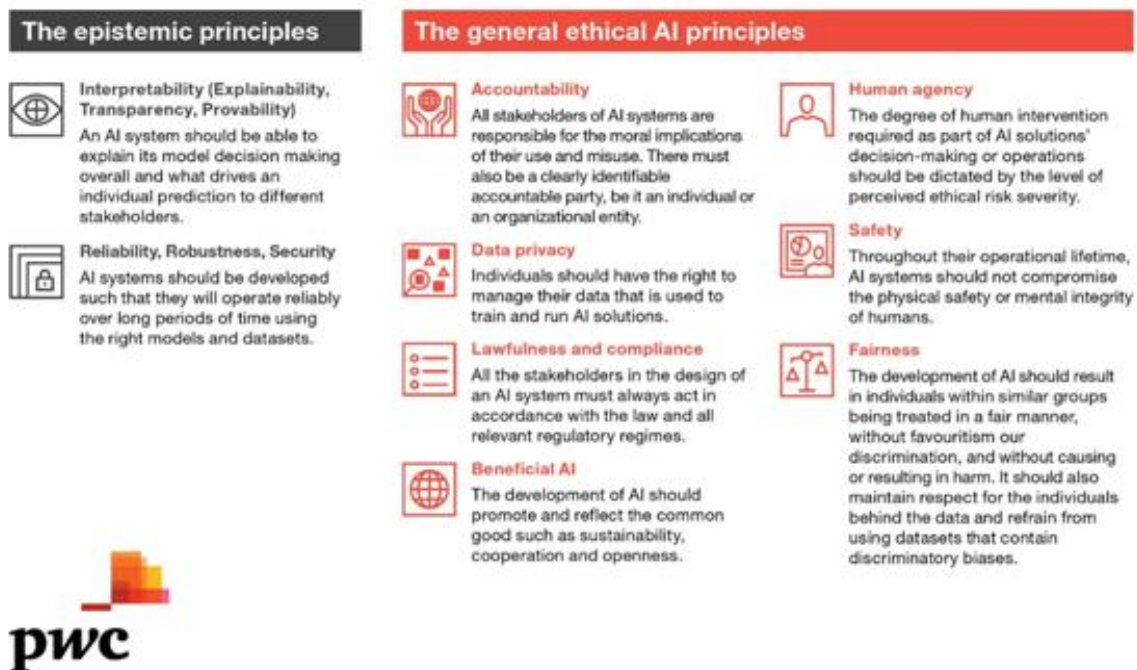 The epistemic principles
Interpretability (Explainability,
Transparency, Provability)
An AI system should be able to
explain its model decision making
overall and what drives an
individual prediction to different
stakeholders.
Reliability, Robustness, Security
AI systems should be developed
such that they will operate reliably
over long periods of time using
the right models and datasets.
The general ethical AI principles
Accountability
All stakeholders of AI systems are
responsible for the moral implications
of their use and misuse. There must
also be a clearly identifiable
accountable party, be it an individual or
an organizational entity.
Data privacy
Individuals should have the right to
manage their data that is used to
train and run AI solutions.
Lawfulness and compliance
All the stakeholders in the design of
an AI system must always act in
accordance with the law and all
relevant regulatory regimes.
Beneficial AI
The development of AI should
promote and reflect the common
good such as sustainability,
cooperation and openness.
Human agency
The degree of human intervention
required as part of AI solutions'
decision-making or operations
should be dictated by the level of
perceived ethical risk severity.
Safety
Throughout their operational lifetime,
AI systems should not compromise
the physical safety or mental integrity
of humans.
Fairness
The development of AI should result
in individuals within similar groups
being treated in a fair manner,
without favouritism our
discrimination, and without causing
or resulting in harm. It should also
maintain respect for the individuals
behind the data and refrain from
using datasets that contain
discriminatory biases.
pwc